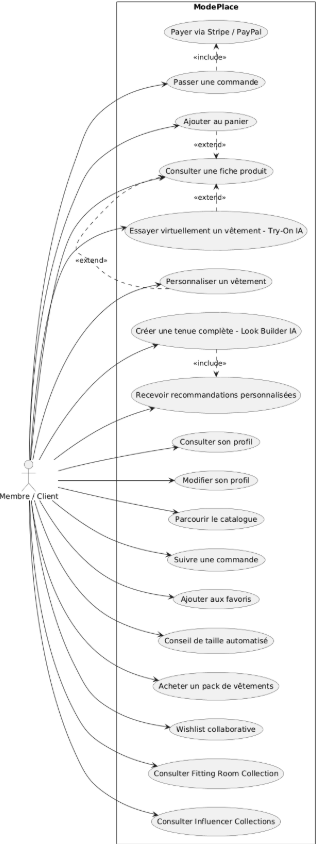 ModePlace
Payer via Stripe / PayPal
«include»
Passer une commande
Ajouter au panier
«extend»
Consulter une fiche produit
«extend»
Essayer virtuellement un vêtement - Try-On IA
«extend»
Personnaliser un vêtement
Créer une tenue complète - Look Builder IA
«include»
Recevoir recommandations personnalisées
Consulter son profil
Modifier son profil
Membre / Client
Parcourir le catalogue
Suivre une commande
Ajouter aux favoris
Conseil de taille automatisé
Acheter un pack de vêtements
Wishlist collaborative
Consulter Fitting Room Collection
Consulter Influencer Collections